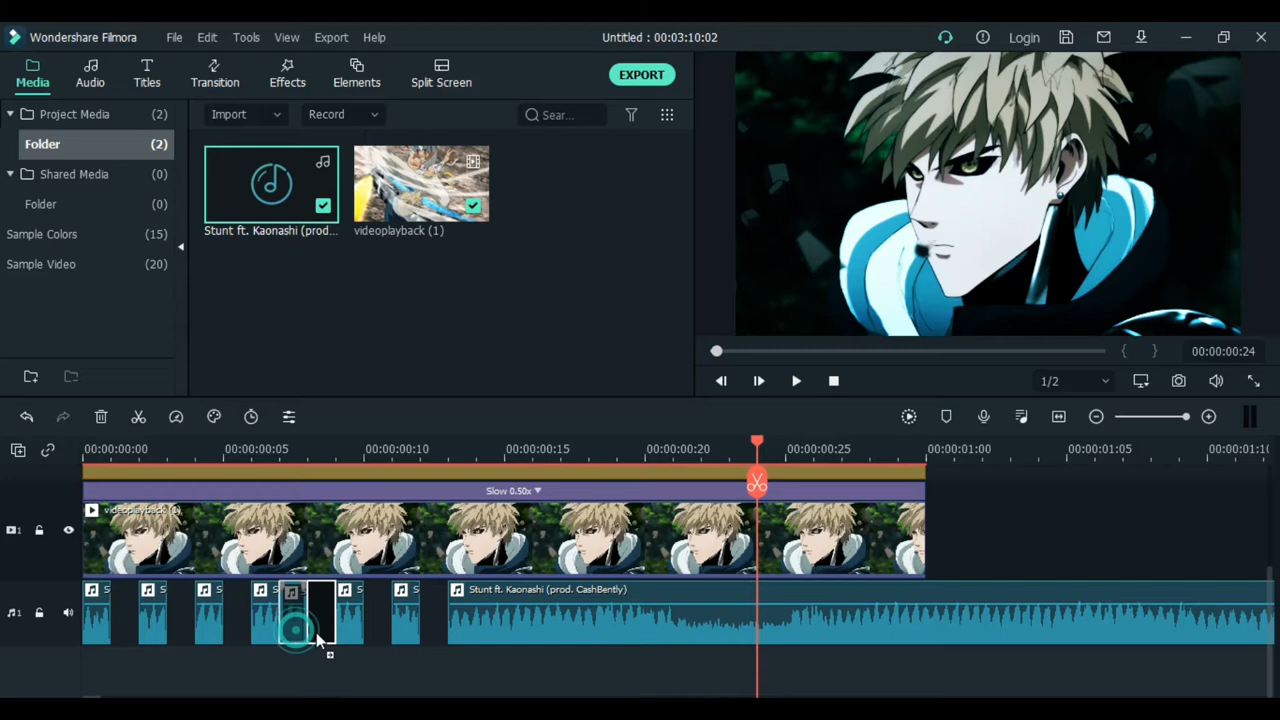 Wondershare Filmora File Edit Tools View Export Help Untitled : 00:03:10:02 Login
Media Audio Titles Transition Effects Elements Split Screen EXPORT
Project Media (2)
Folder (2)
Shared Media (0)
Folder (0)
Sample Colors (15)
Sample Video (20)
Import Record Sear...
Stunt ft. Kaonashi (prod... videoplayback (1)
00:00:00:24
1/2
00:00:00:00 00:00:00:05 00:00:00:10 00:00:00:15 00:00:00:20 00:00:00:25 00:00:01:00 00:00:01:05 00:00:01:10
Slow 0.50x
1 videoplayback (1)
S S S S S S Stunt ft. Kaonashi (prod. CashBently)
1